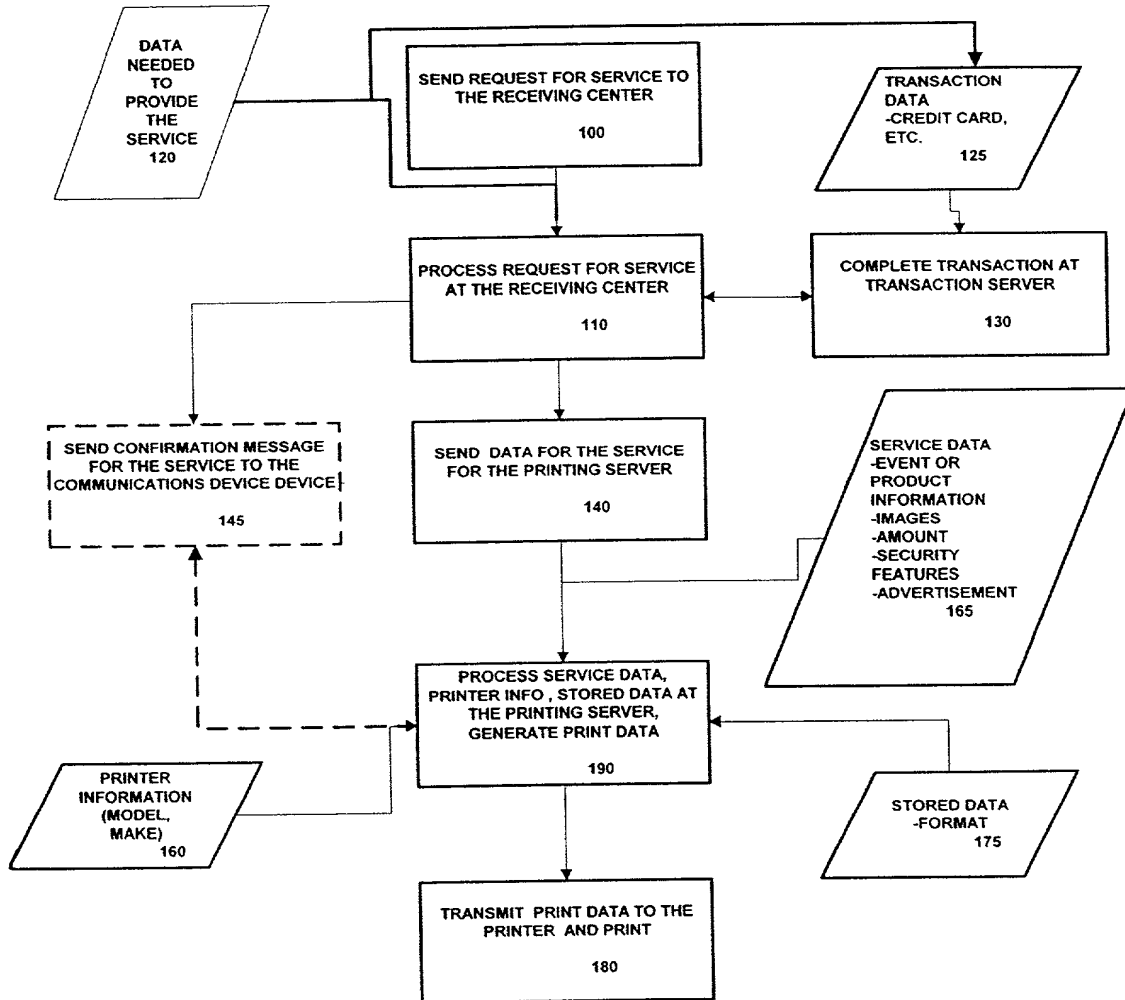 DATA
NEEDED
TO
PROVIDE
THE
SERVICE
120
SEND REQUEST FOR SERVICE TO
THE RECEIVING CENTER
100
TRANSACTION
DATA
-CREDIT CARD,
ETC.
125
PROCESS REQUEST FOR SERVICE
AT THE RECEIVING CENTER
110
COMPLETE TRANSACTION AT
TRANSACTION SERVER
130
SEND CONFIRMATION MESSAGE
FOR THE SERVICE TO THE
COMMUNICATIONS DEVICE DEVICE
145
SEND DATA FOR THE SERVICE
FOR THE PRINTING SERVER
140
SERVICE DATA
-EVENT OR
PRODUCT
INFORMATION
-IMAGES
-AMOUNT
-SECURITY
FEATURES
-ADVERTISEMENT
165
PROCESS SERVICE DATA,
PRINTER INFO , STORED DATA AT
THE PRINTING SERVER,
GENERATE PRINT DATA
190
PRINTER
INFORMATION
(MODEL,
MAKE)
160
STORED DATA
-FORMAT
175
TRANSMIT PRINT DATA TO THE
PRINTER AND PRINT
180